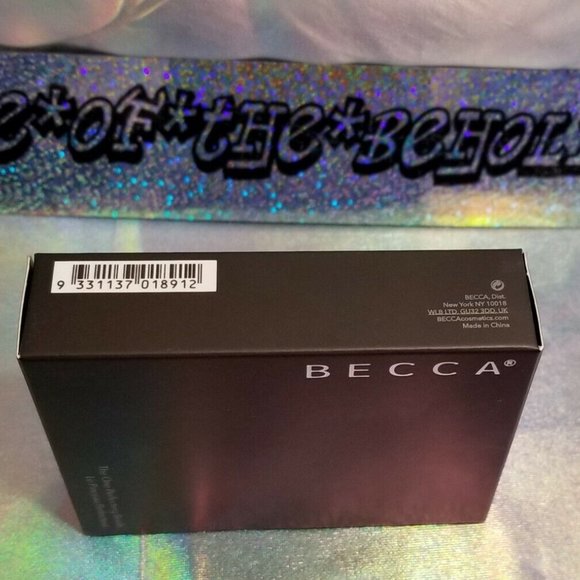 e*OF*tHe*BeHOL
9 331137 018912
BECCA, Dist.
New York NY 10018
WLB LTD, GU32 3DD, UK
BECCAcosmetics.com
Made in China
BECCA®